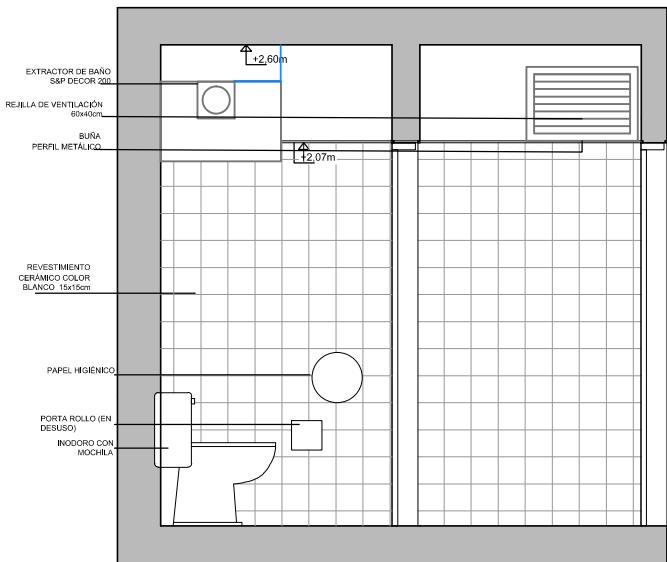 +2,60m
EXTRACTOR DE BAÑO
S&P DECOR 200
REJILLA DE VENTILACIÓN
60x40cm
BUÑA
PERFIL METÁLICO
+2,07m
REVESTIMIENTO
CERÁMICO COLOR
BLANCO 15x15cm
PAPEL HIGIÉNICO
PORTA ROLLO (EN
DESUSO)
INODORO CON
MOCHILA